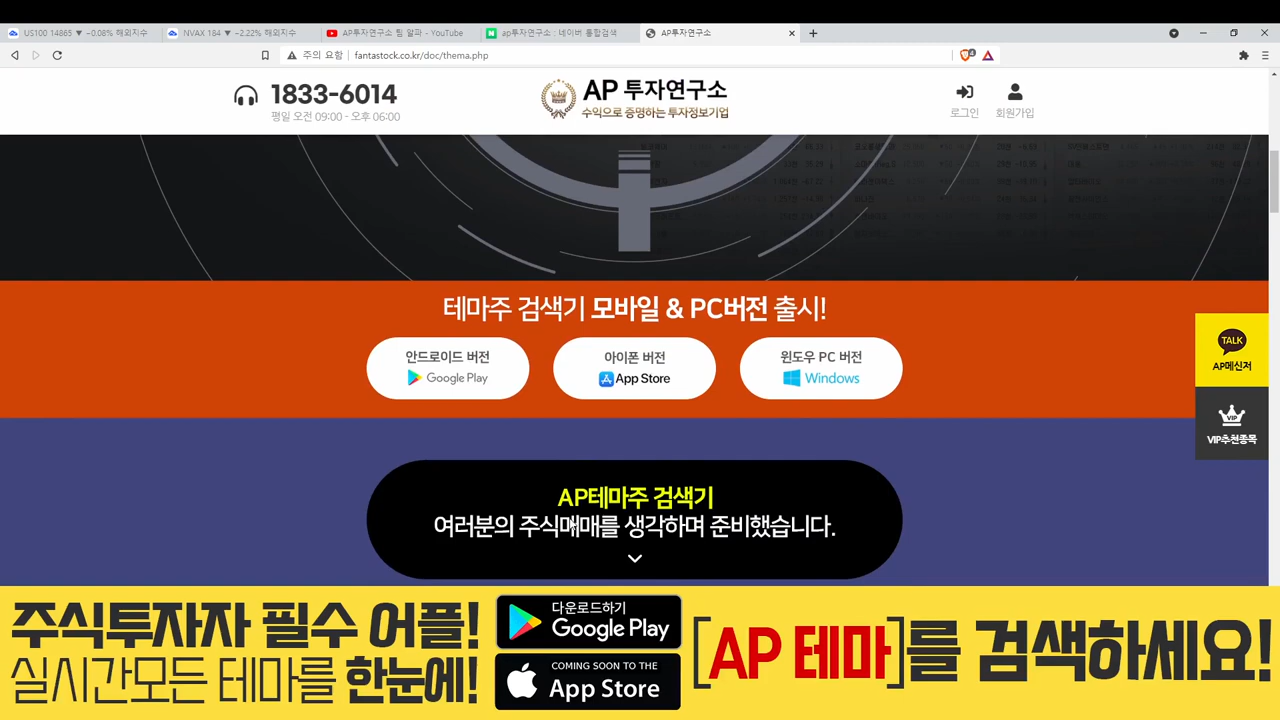 US100 14865 ▼ −0.08% 해외지수
NVAX 184 ▼ −2.22% 해외지수
AP투자연구소 팀 알파 - YouTube
ap투자연구소 : 네이버 통합검색
AP투자연구소
주의 요함
fantastock.co.kr/doc/thema.php
1833-6014
평일 오전 09:00 - 오후 06:00
AP 투자연구소
수익으로 증명하는 투자정보기업
로그인
회원가입
테마주 검색기 모바일 & PC버전 출시!
안드로이드 버전
Google Play
아이폰 버전
App Store
윈도우 PC 버전
Windows
TALK
AP메신저
VIP
VIP추천종목
AP테마주 검색기
여러분의 주식매매를 생각하며 준비했습니다.
주식투자자 필수 어플!
실시간모든 테마를 한눈에!
다운로드하기
Google Play
COMING SOON TO THE
App Store
[AP 테마]를 검색하세요!